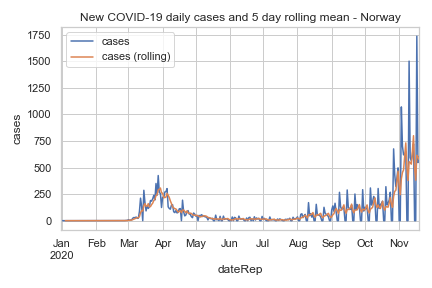 New COVID-19 daily cases and 5 day rolling mean - Norway
cases
cases (rolling)
1750
1500
1250
1000
750
500
250
0
cases
Jan
2020
Feb
Mar
Apr
May
Jun
Jul
Aug
Sep
Oct
Nov
dateRep